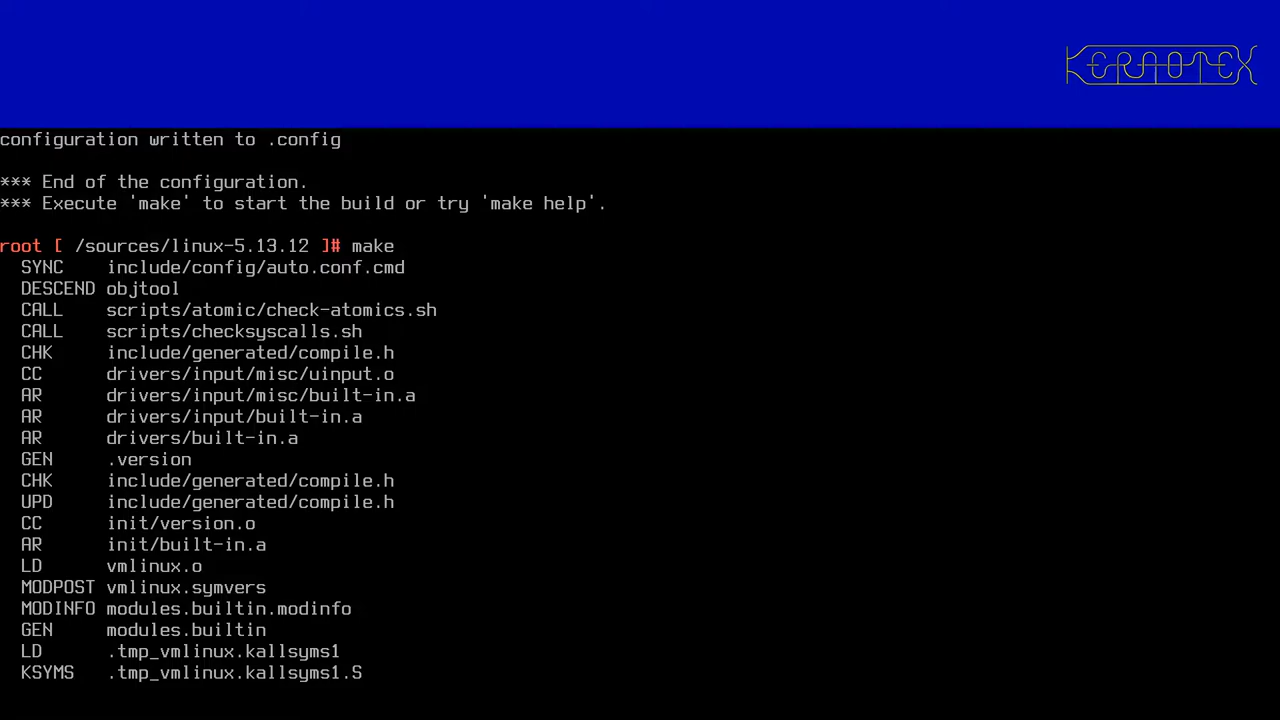 KERNOTEX
configuration written to .config
*** End of the configuration.
*** Execute 'make' to start the build or try 'make help'.
root [ /sources/linux-5.13.12 ]# make
SYNC include/config/auto.conf.cmd
DESCEND objtool
CALL scripts/atomic/check-atomics.sh
CALL scripts/checksyscalls.sh
CHK include/generated/compile.h
CC drivers/input/misc/uinput.o
AR drivers/input/misc/built-in.a
AR drivers/input/built-in.a
AR drivers/built-in.a
GEN .version
CHK include/generated/compile.h
UPD include/generated/compile.h
CC init/version.o
AR init/built-in.a
LD vmlinux.o
MODPOST vmlinux.symvers
MODINFO modules.builtin.modinfo
GEN modules.builtin
LD .tmp_vmlinux.kallsyms1
KSYMS .tmp_vmlinux.kallsyms1.S